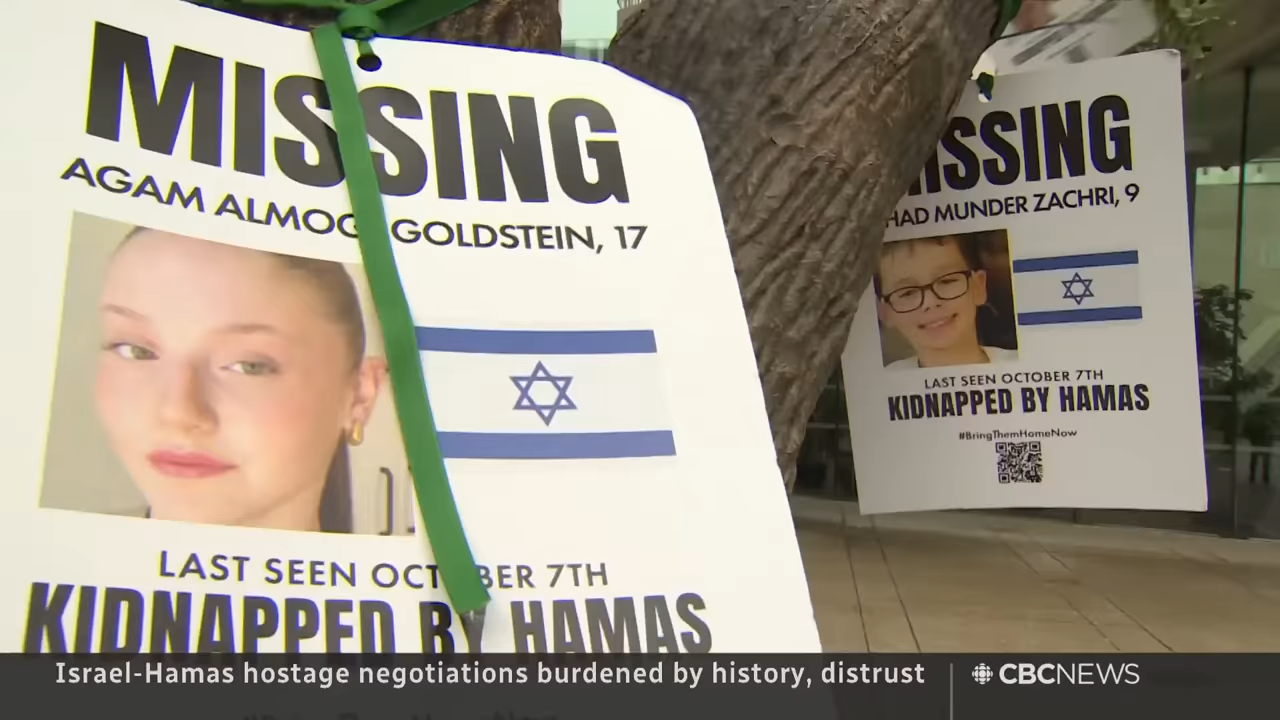 MISSING
AGAM ALMOG GOLDSTEIN, 17
LAST SEEN OCTOBER 7TH
KIDNAPPED BY HAMAS
MISSING
HAD MUNDER ZACHRI, 9
LAST SEEN OCTOBER 7TH
KIDNAPPED BY HAMAS
#BringThemHomeNow
Israel-Hamas hostage negotiations burdened by history, distrust
CBCNEWS